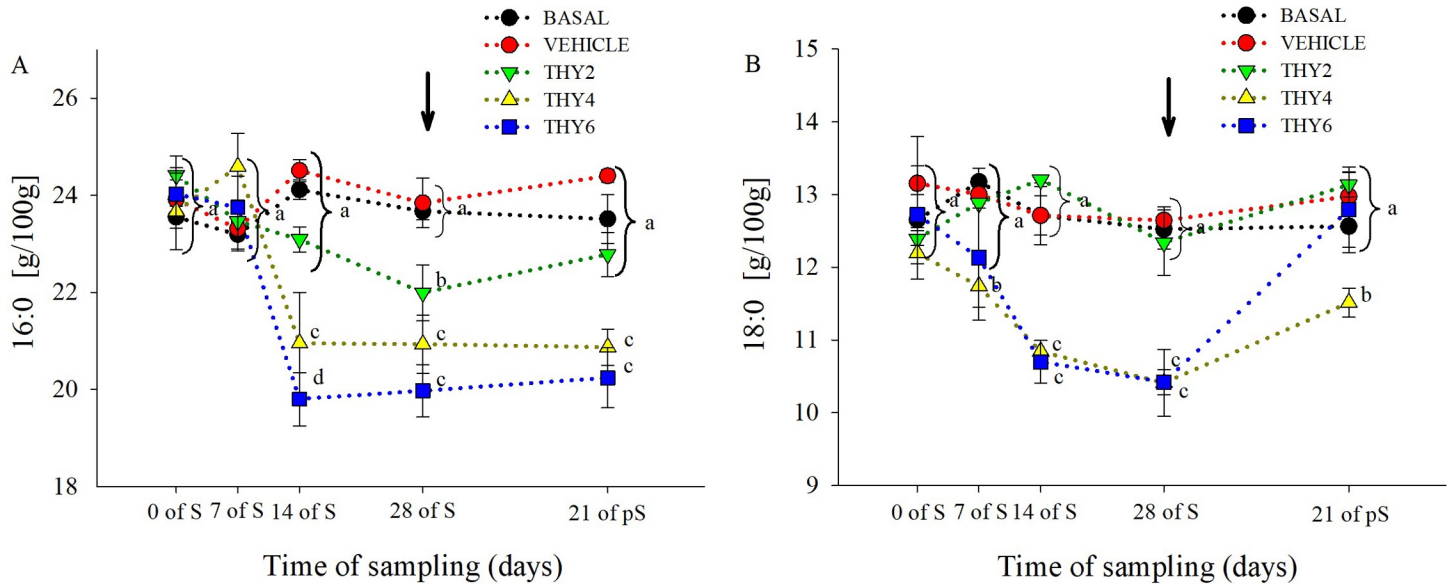 A
BASAL
VEHICLE
THY2
THY4
THY6
16:0 [g/100g]
26
24
22
20
18
a
a
a
a
a
b
c
c
c
d
c
c
0 of S
7 of S
14 of S
28 of S
21 of pS
Time of sampling (days)
B
BASAL
VEHICLE
THY2
THY4
THY6
18:0 [g/100g]
15
14
13
12
11
10
9
a
a
a
a
a
b
b
c
c
c
c
0 of S
7 of S
14 of S
28 of S
21 of pS
Time of sampling (days)